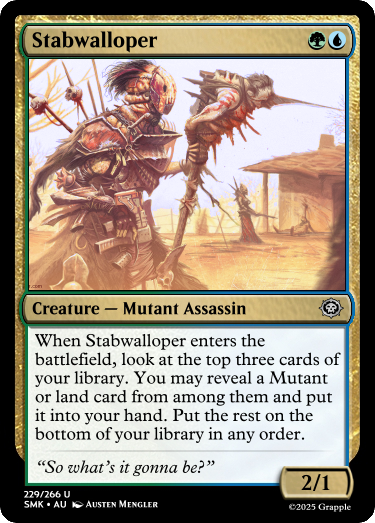 Stabwalloper
r.com
Creature — Mutant Assassin
When Stabwalloper enters the
battlefield, look at the top three cards of
your library. You may reveal a Mutant
or land card from among them and put
it into your hand. Put the rest on the
bottom of your library in any order.
“So what’s it gonna be?”
2/1
229/266 U
SMK • AU Austen Mengler
©2025 Grapple